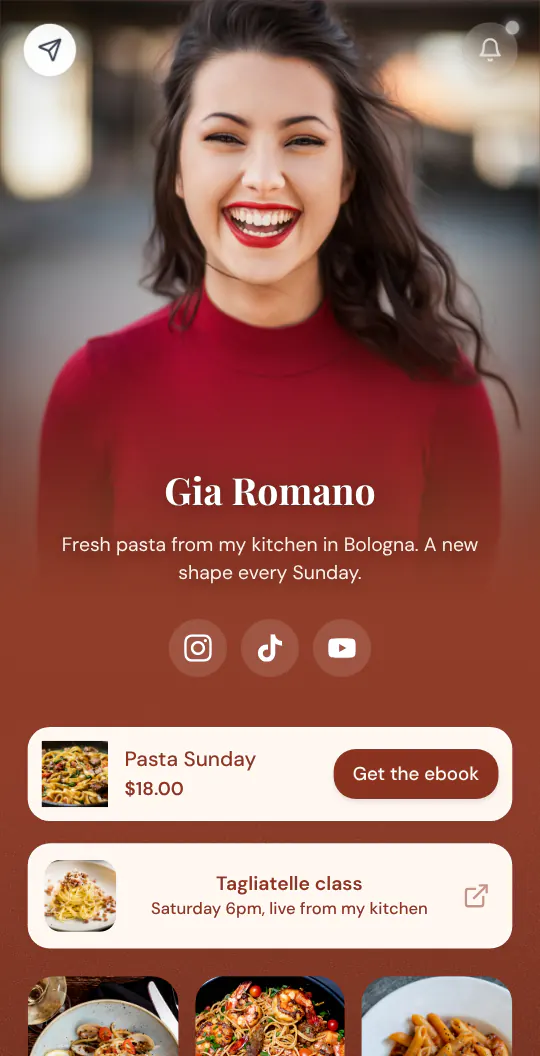 Gia Romano
Fresh pasta from my kitchen in Bologna. A new
shape every Sunday.
Pasta Sunday
$18.00
Get the ebook
Tagliatelle class
Saturday 6pm, live from my kitchen